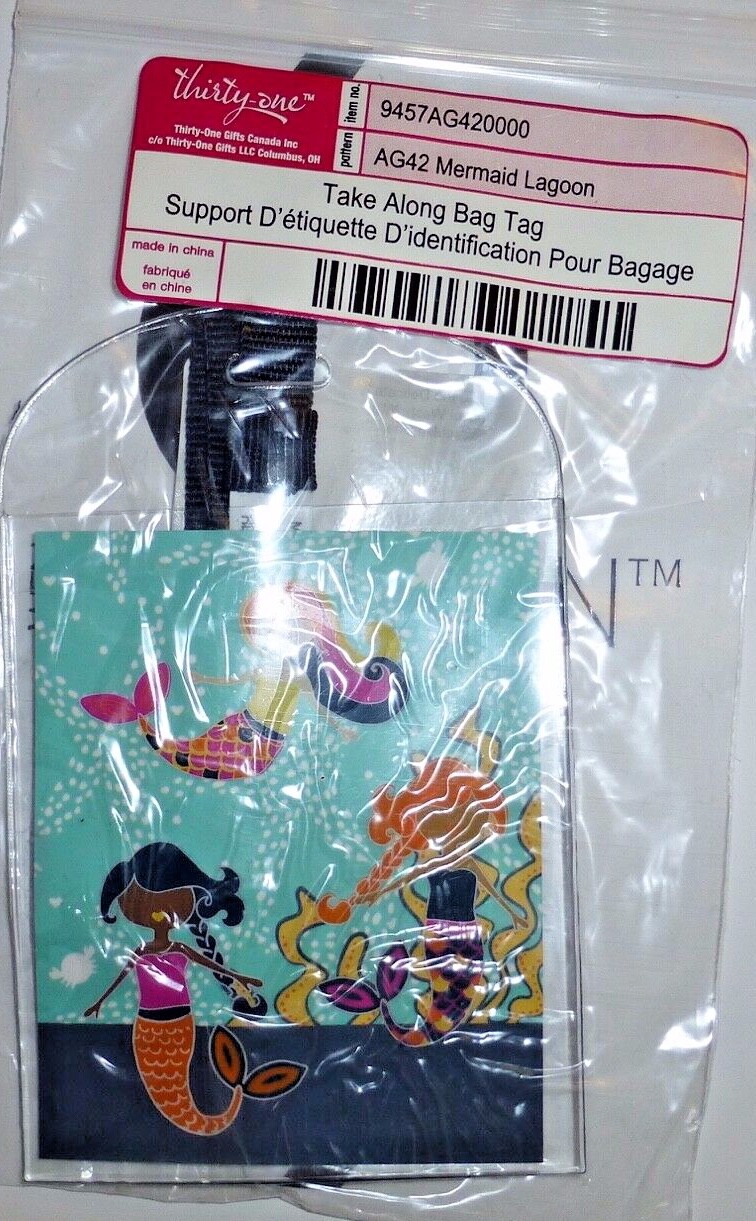 thirty-one™
Thirty-One Gifts Canada Inc
c/o Thirty-One Gifts LLC Columbus, OH
item no.
9457AG420000
pattern
AG42 Mermaid Lagoon
Take Along Bag Tag
Support D'étiquette D'identification Pour Bagage
made in china
fabriqué
en chine
N™